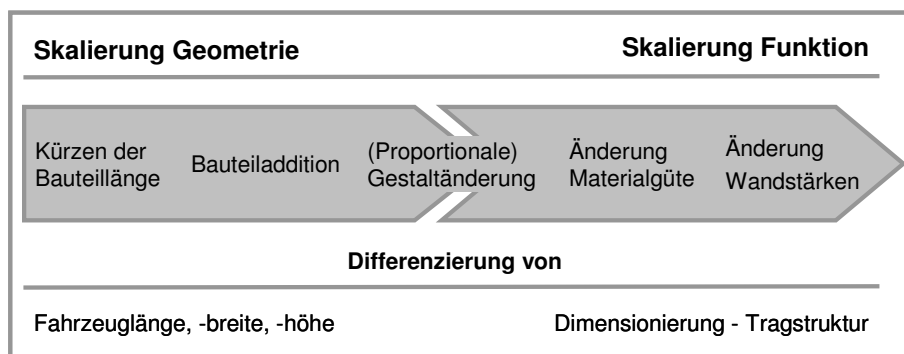 Skalierung Geometrie
Skalierung Funktion
Kürzen der
Bauteillänge
Bauteiladdition
(Proportionale)
Gestaltänderung
Änderung
Materialgüte
Änderung
Wandstärken
Differenzierung von
Fahrzeuglänge, -breite, -höhe
Dimensionierung - Tragstruktur